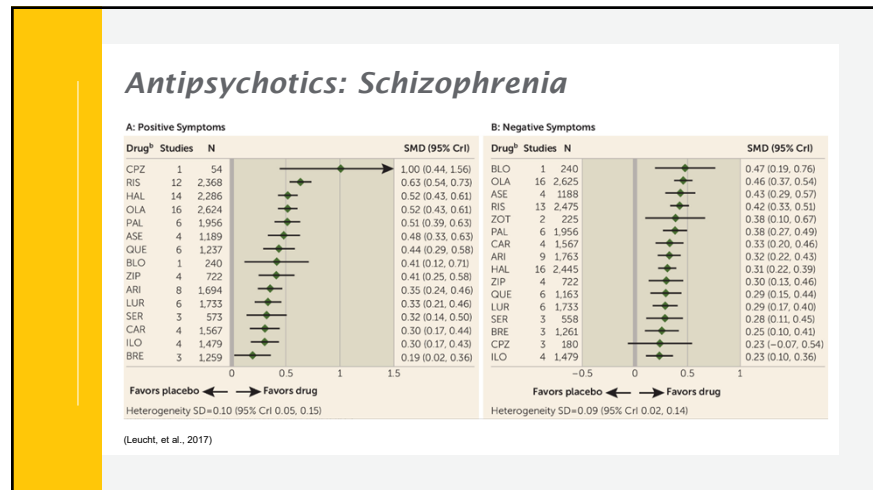 Antipsychotics: Schizophrenia
A: Positive Symptoms
Drugb Studies N SMD (95% CrI)
CPZ 1 54 1.00 (0.44, 1.56)
RIS 12 2,368 0.63 (0.54, 0.73)
HAL 14 2,286 0.52 (0.43, 0.61)
OLA 16 2,624 0.52 (0.43, 0.61)
PAL 6 1,956 0.51 (0.39, 0.63)
ASE 4 1,189 0.48 (0.33, 0.63)
QUE 6 1,237 0.44 (0.29, 0.58)
BLO 1 240 0.41 (0.12, 0.71)
ZIP 4 722 0.41 (0.25, 0.58)
ARI 8 1,694 0.35 (0.24, 0.46)
LUR 6 1,733 0.33 (0.21, 0.46)
SER 3 573 0.32 (0.14, 0.50)
CAR 4 1,567 0.30 (0.17, 0.44)
ILO 4 1,479 0.30 (0.17, 0.43)
BRE 3 1,259 0.19 (0.02, 0.36)
0 0.5 1 1.5
Favors placebo Favors drug
Heterogeneity SD=0.10 (95% CrI 0.05, 0.15)
B: Negative Symptoms
Drugb Studies N SMD (95% CrI)
BLO 1 240 0.47 (0.19, 0.76)
OLA 16 2,625 0.46 (0.37, 0.54)
ASE 4 1188 0.43 (0.29, 0.57)
RIS 13 2,475 0.42 (0.33, 0.51)
ZOT 2 225 0.38 (0.10, 0.67)
PAL 6 1,956 0.38 (0.27, 0.49)
CAR 4 1,567 0.33 (0.20, 0.46)
ARI 9 1,763 0.32 (0.22, 0.43)
HAL 16 2,445 0.31 (0.22, 0.39)
ZIP 4 722 0.30 (0.13, 0.46)
QUE 6 1,163 0.29 (0.15, 0.44)
LUR 6 1,733 0.29 (0.17, 0.40)
SER 3 558 0.28 (0.11, 0.45)
BRE 3 1,261 0.25 (0.10, 0.41)
CPZ 3 180 0.23 (−0.07, 0.54)
ILO 4 1,479 0.23 (0.10, 0.36)
−0.5 0 0.5 1
Favors placebo Favors drug
Heterogeneity SD=0.09 (95% CrI 0.02, 0.14)
(Leucht, et al., 2017)